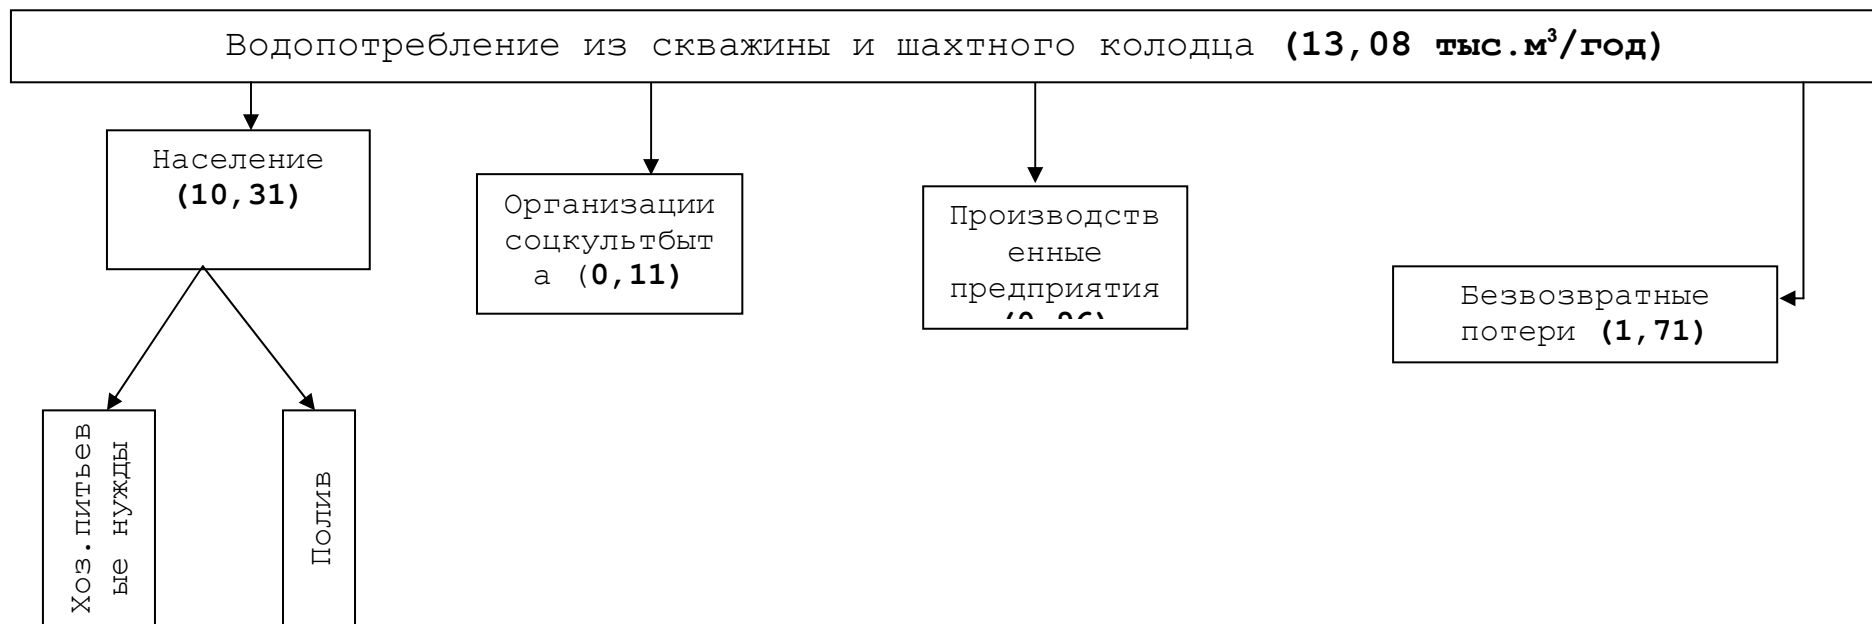 Водопотребление из скважины и шахтного колодца (13,08 тыс.м³/год)
Население
(10,31)
Организации
соцкультбыт
а (0,11)
Производств
енные
предприятия
Безвозвратные
потери (1,71)
Хоз.питьев
ые нужды
Полив